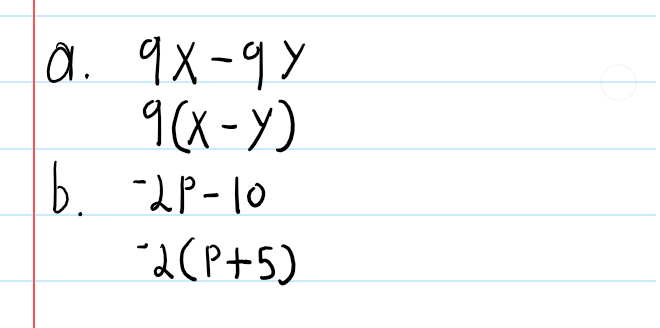 a. 9x - 9y
9(x - y)
b. -2p - 10
-2(p + 5)